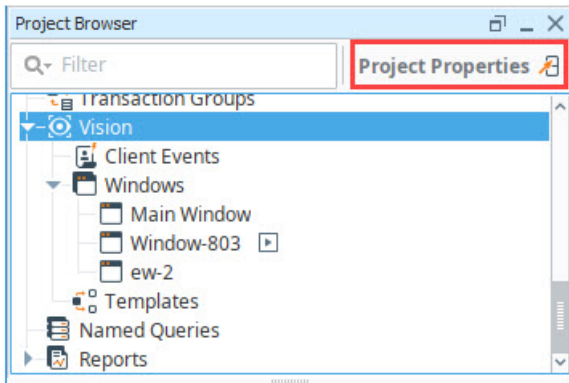 Project Browser
Filter
Project Properties
Transaction Groups
Vision
Client Events
Windows
Main Window
Window-803
ew-2
Templates
Named Queries
Reports